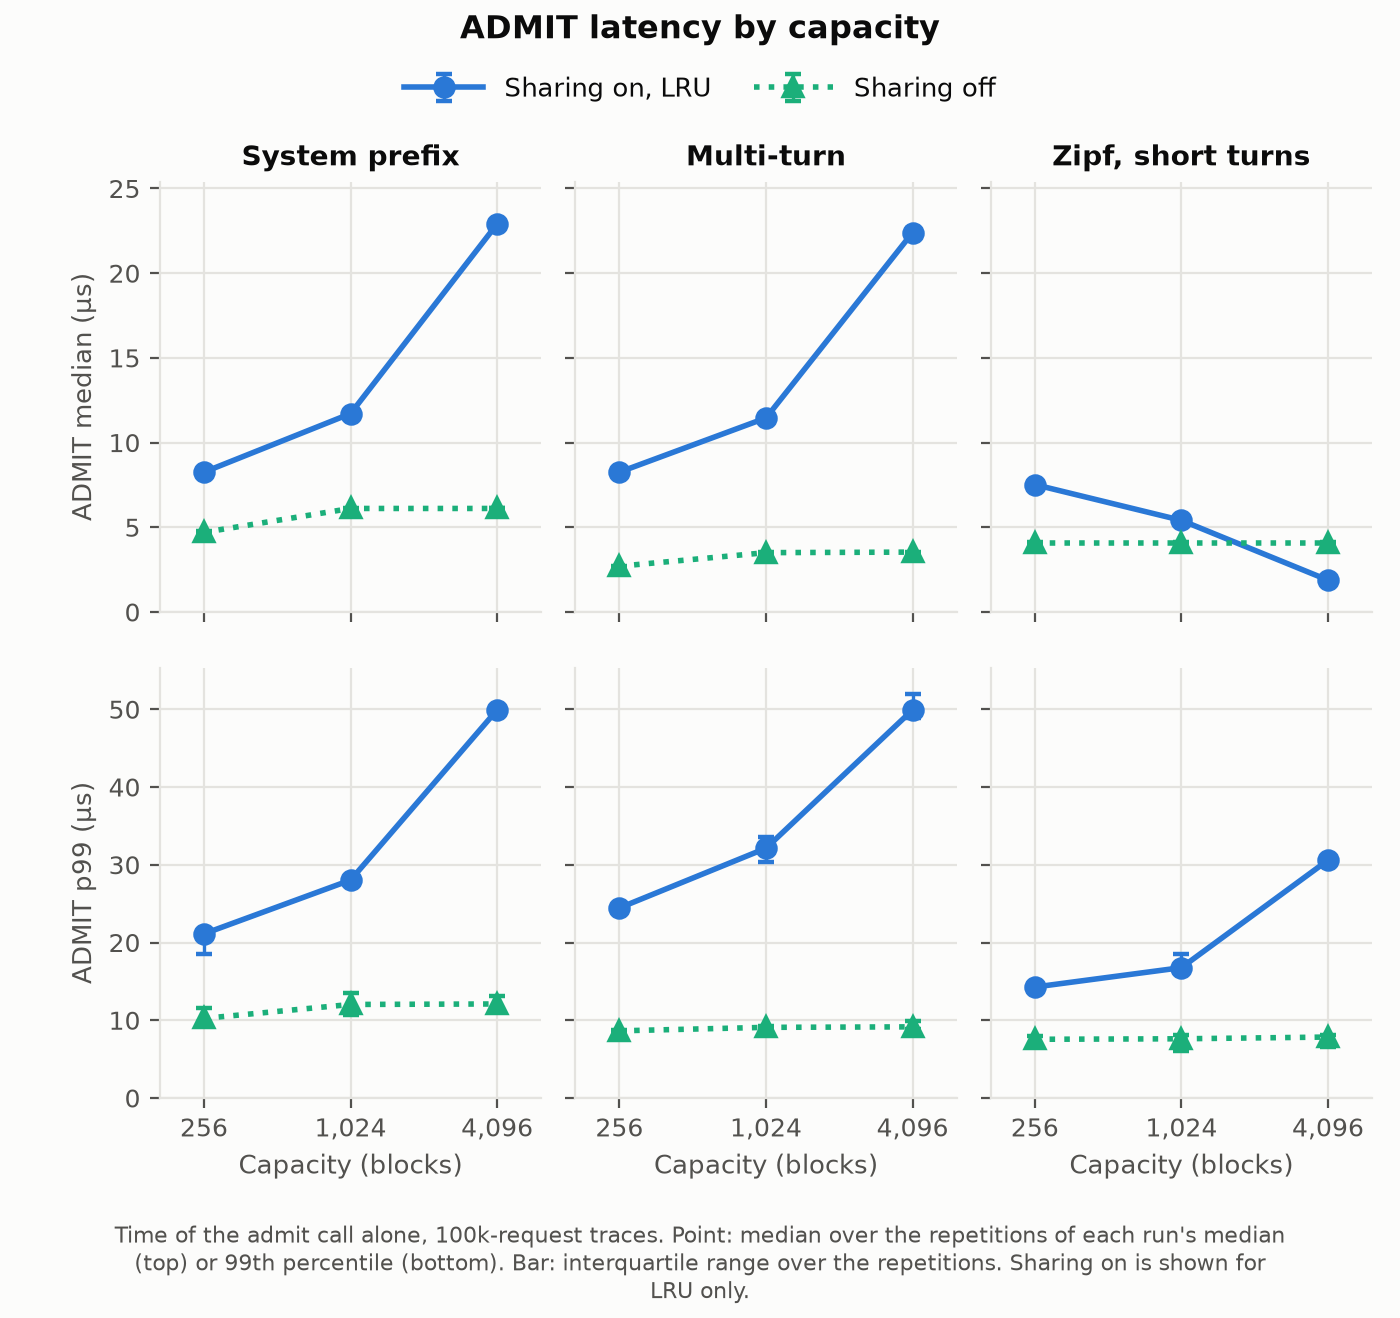 ADMIT latency by capacity
Sharing on, LRU
Sharing off
System prefix
Multi-turn
Zipf, short turns
ADMIT median (µs)
25
20
15
10
5
0
ADMIT p99 (µs)
50
40
30
20
10
0
256
1,024
4,096
256
1,024
4,096
256
1,024
4,096
Capacity (blocks)
Capacity (blocks)
Capacity (blocks)
Time of the admit call alone, 100k-request traces. Point: median over the repetitions of each run's median
(top) or 99th percentile (bottom). Bar: interquartile range over the repetitions. Sharing on is shown for
LRU only.